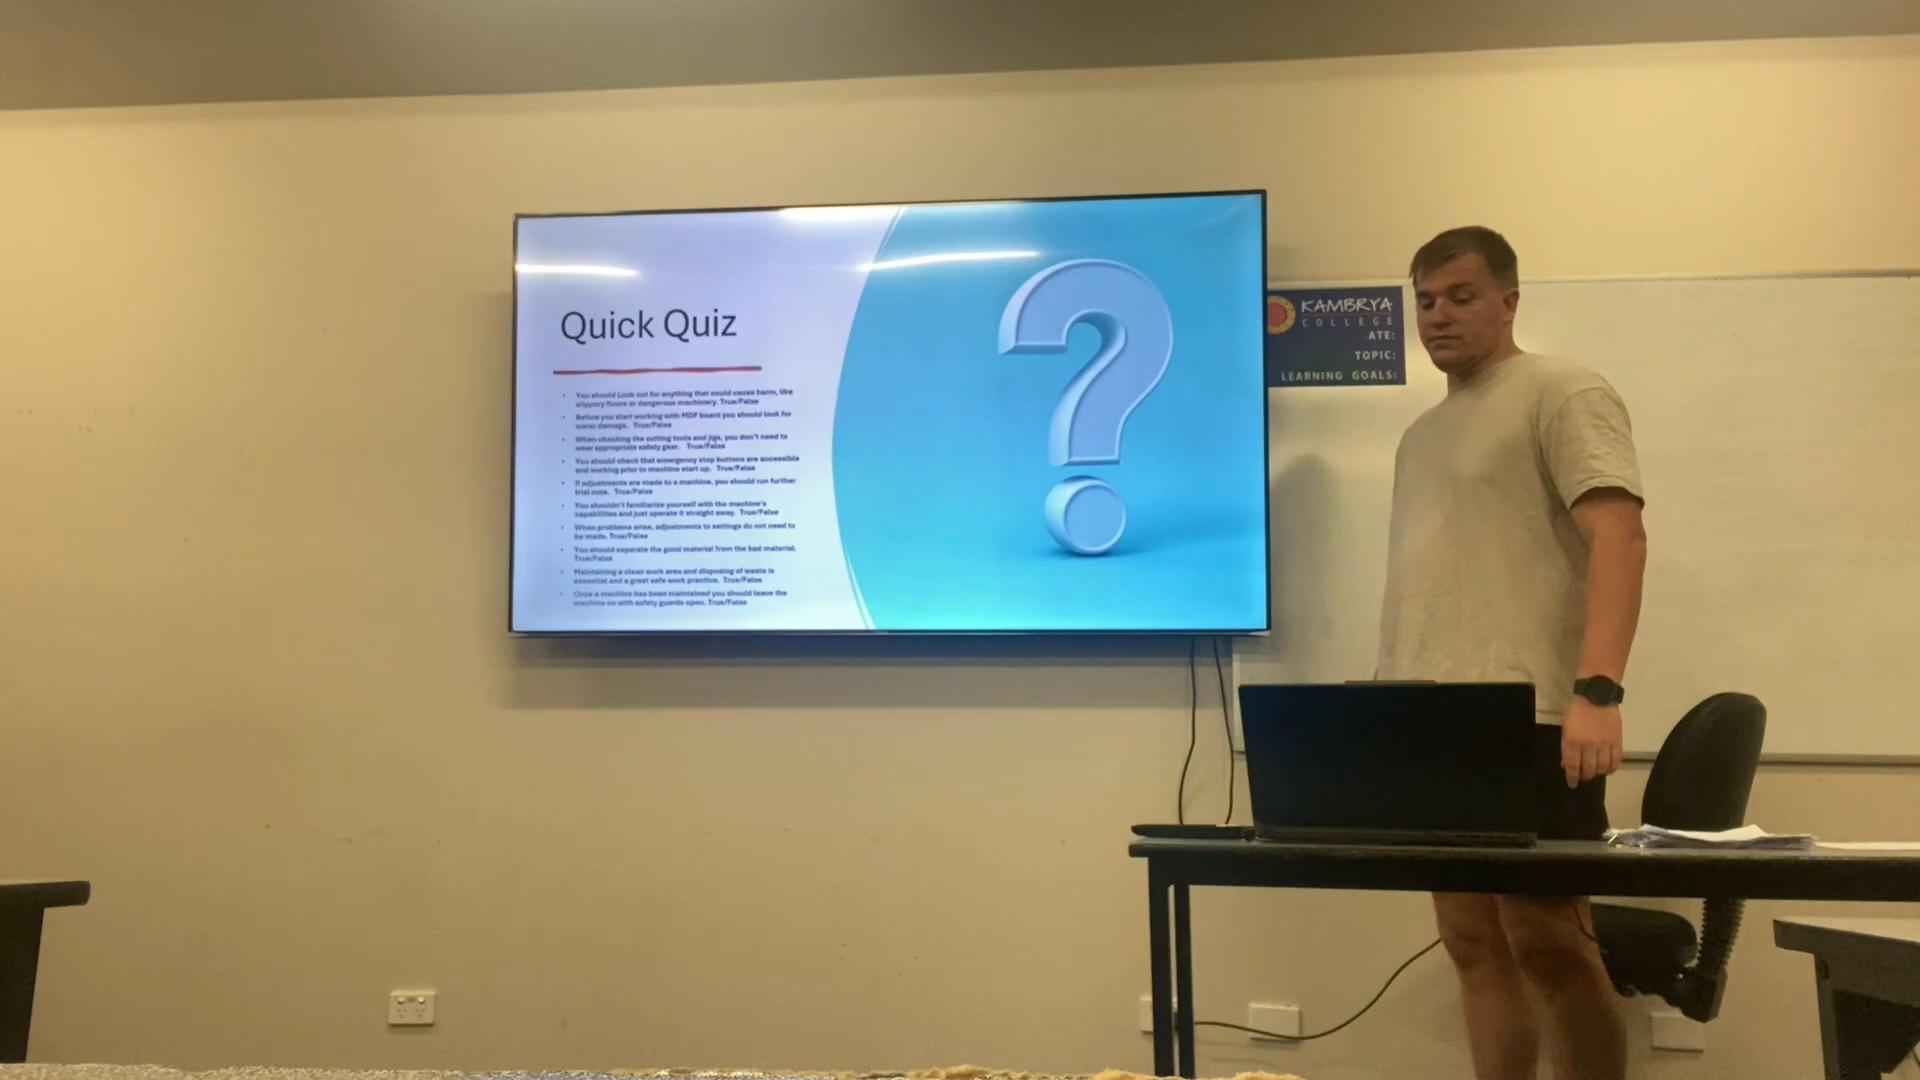 Quick Quiz
You should Look out for anything that could cause harm, like
slippery floors or dangerous machinery. True/False
Before you start working with MDF board you should look for
water damage. True/False
When checking the cutting tools and jigs, you don't need to
wear appropriate safety gear. True/False
You should check that emergency stop buttons are accessible
and working prior to machine start up. True/False
If adjustments are made to a machine, you should run further
trial runs. True/False
You shouldn't familiarize yourself with the machine's
capabilities and just operate it straight away. True/False
When problems arise, adjustments to settings do not need to
be made. True/False
You should separate the good material from the bad material.
True/False
Maintaining a clean work area and disposing of waste is
essential and a great safe work practice. True/False
Once a machine has been maintained you should leave the
machine on with safety guards open. True/False
KAMBRYA
COLLEGE
ATE:
TOPIC:
LEARNING GOALS: